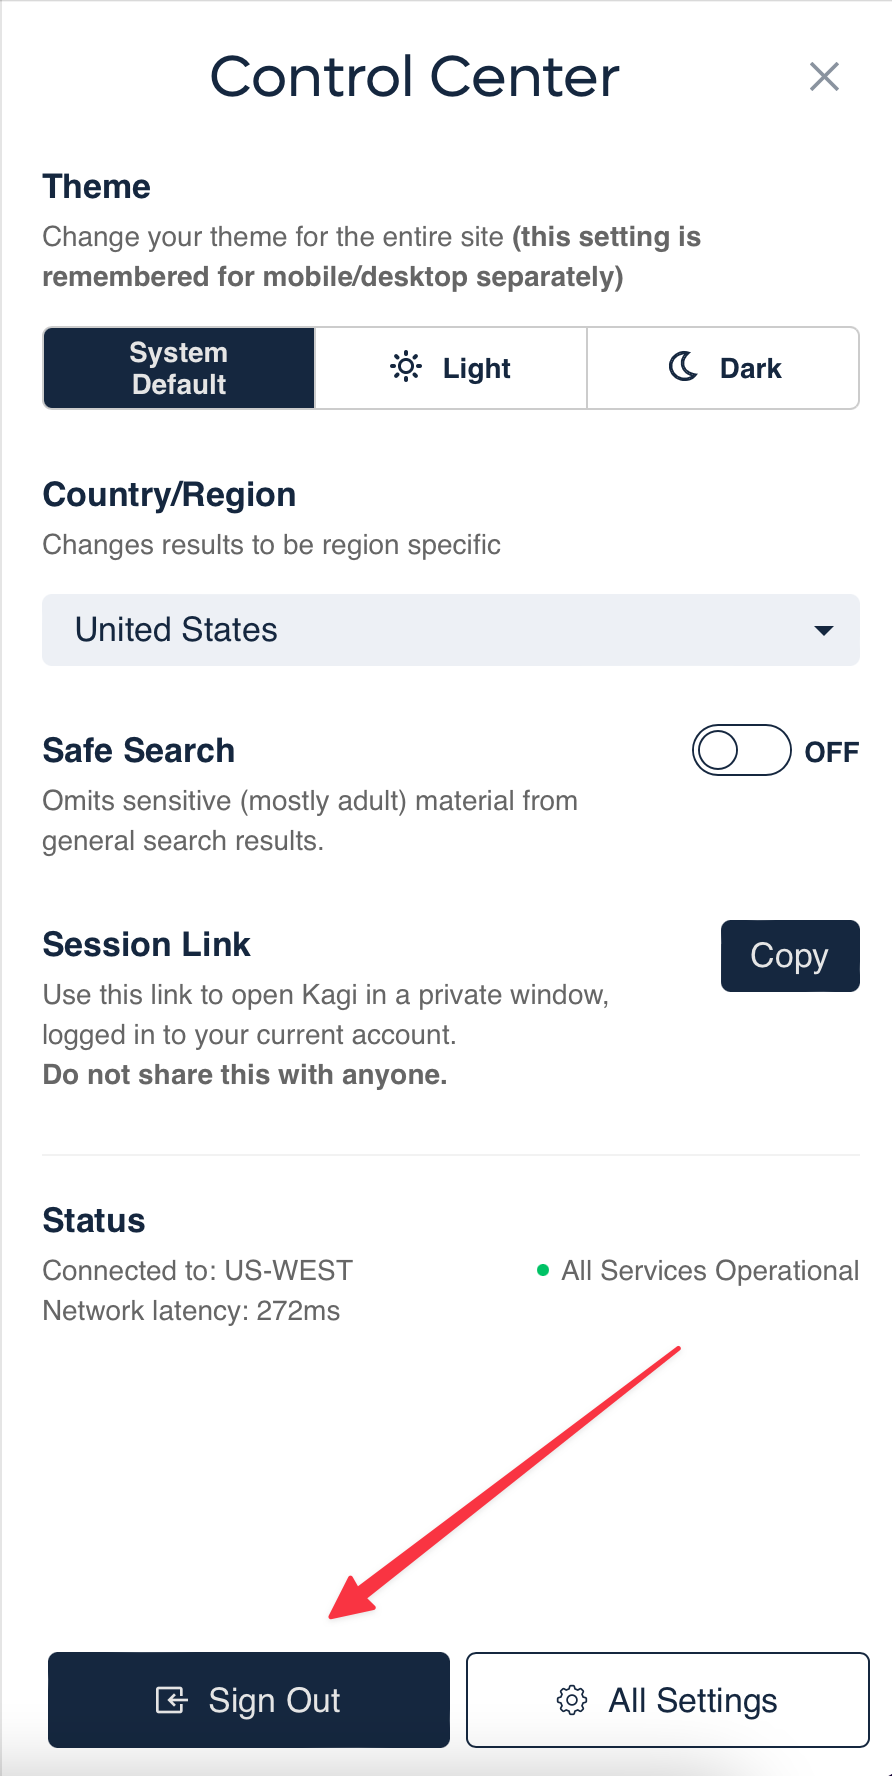 Control Center
Theme
Change your theme for the entire site (this setting is
remembered for mobile/desktop separately)
System
Default
Light
Dark
Country/Region
Changes results to be region specific
United States
Safe Search
OFF
Omits sensitive (mostly adult) material from
general search results.
Session Link
Copy
Use this link to open Kagi in a private window,
logged in to your current account.
Do not share this with anyone.
Status
Connected to: US-WEST
All Services Operational
Network latency: 272ms
Sign Out
All Settings